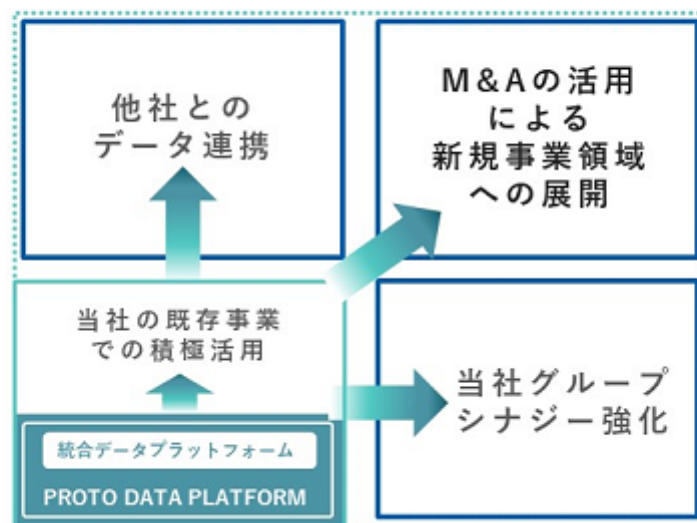 他社との
データ連携
M&Aの活用
による
新規事業領域
への展開
当社の既存事業
での積極活用
統合データプラットフォーム
PROTO DATA PLATFORM
当社グループ
シナジー強化